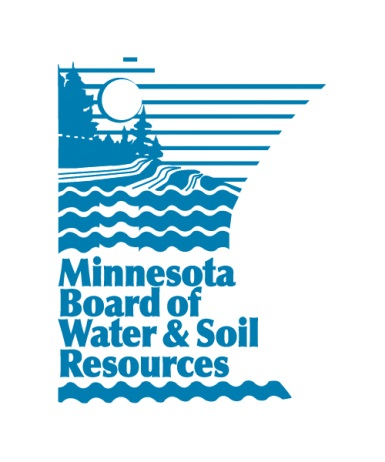 Minnesota
Board of
Water & Soil
Resources